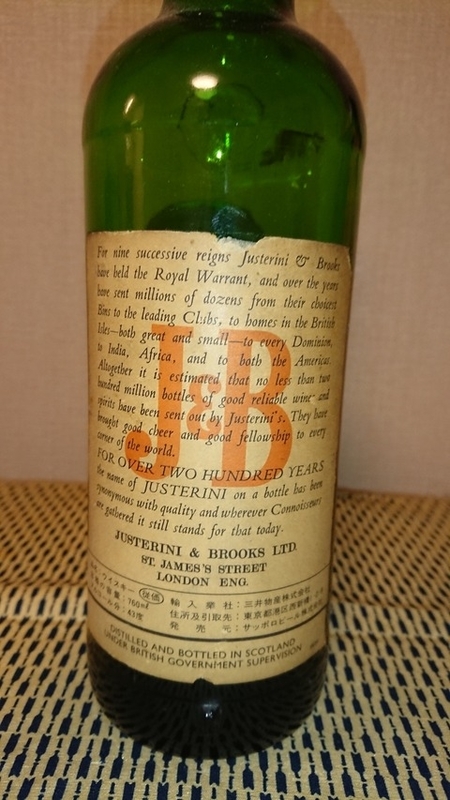 For nine successive reigns Justerini & Brooks
have held the Royal Warrant, and over the years
have sent millions of dozens from their choicest
Bins to the leading Clubs, to homes in the British
Isles—both great and small—to every Dominion,
to India, Africa, and to both the Americas.
Altogether it is estimated that no less than two
hundred million bottles of good reliable wine and
spirits have been sent out by Justerini's. They have
brought good cheer and good fellowship to every
corner of the world.
J&B
FOR OVER TWO HUNDRED YEARS
the name of JUSTERINI on a bottle has been
synonymous with quality and wherever Connoisseurs
are gathered it still stands for that today.
JUSTERINI & BROOKS LTD.
ST. JAMES'S STREET
LONDON ENG.
ウイスキー 従価 輸入業社:三井物産株式会社
の容量:760㎖ 住所及引取先:東京都港区西新橋
分:43度 発売元:サッポロビール株式会社
DISTILLED AND BOTTLED IN SCOTLAND
UNDER BRITISH GOVERNMENT SUPERVISION